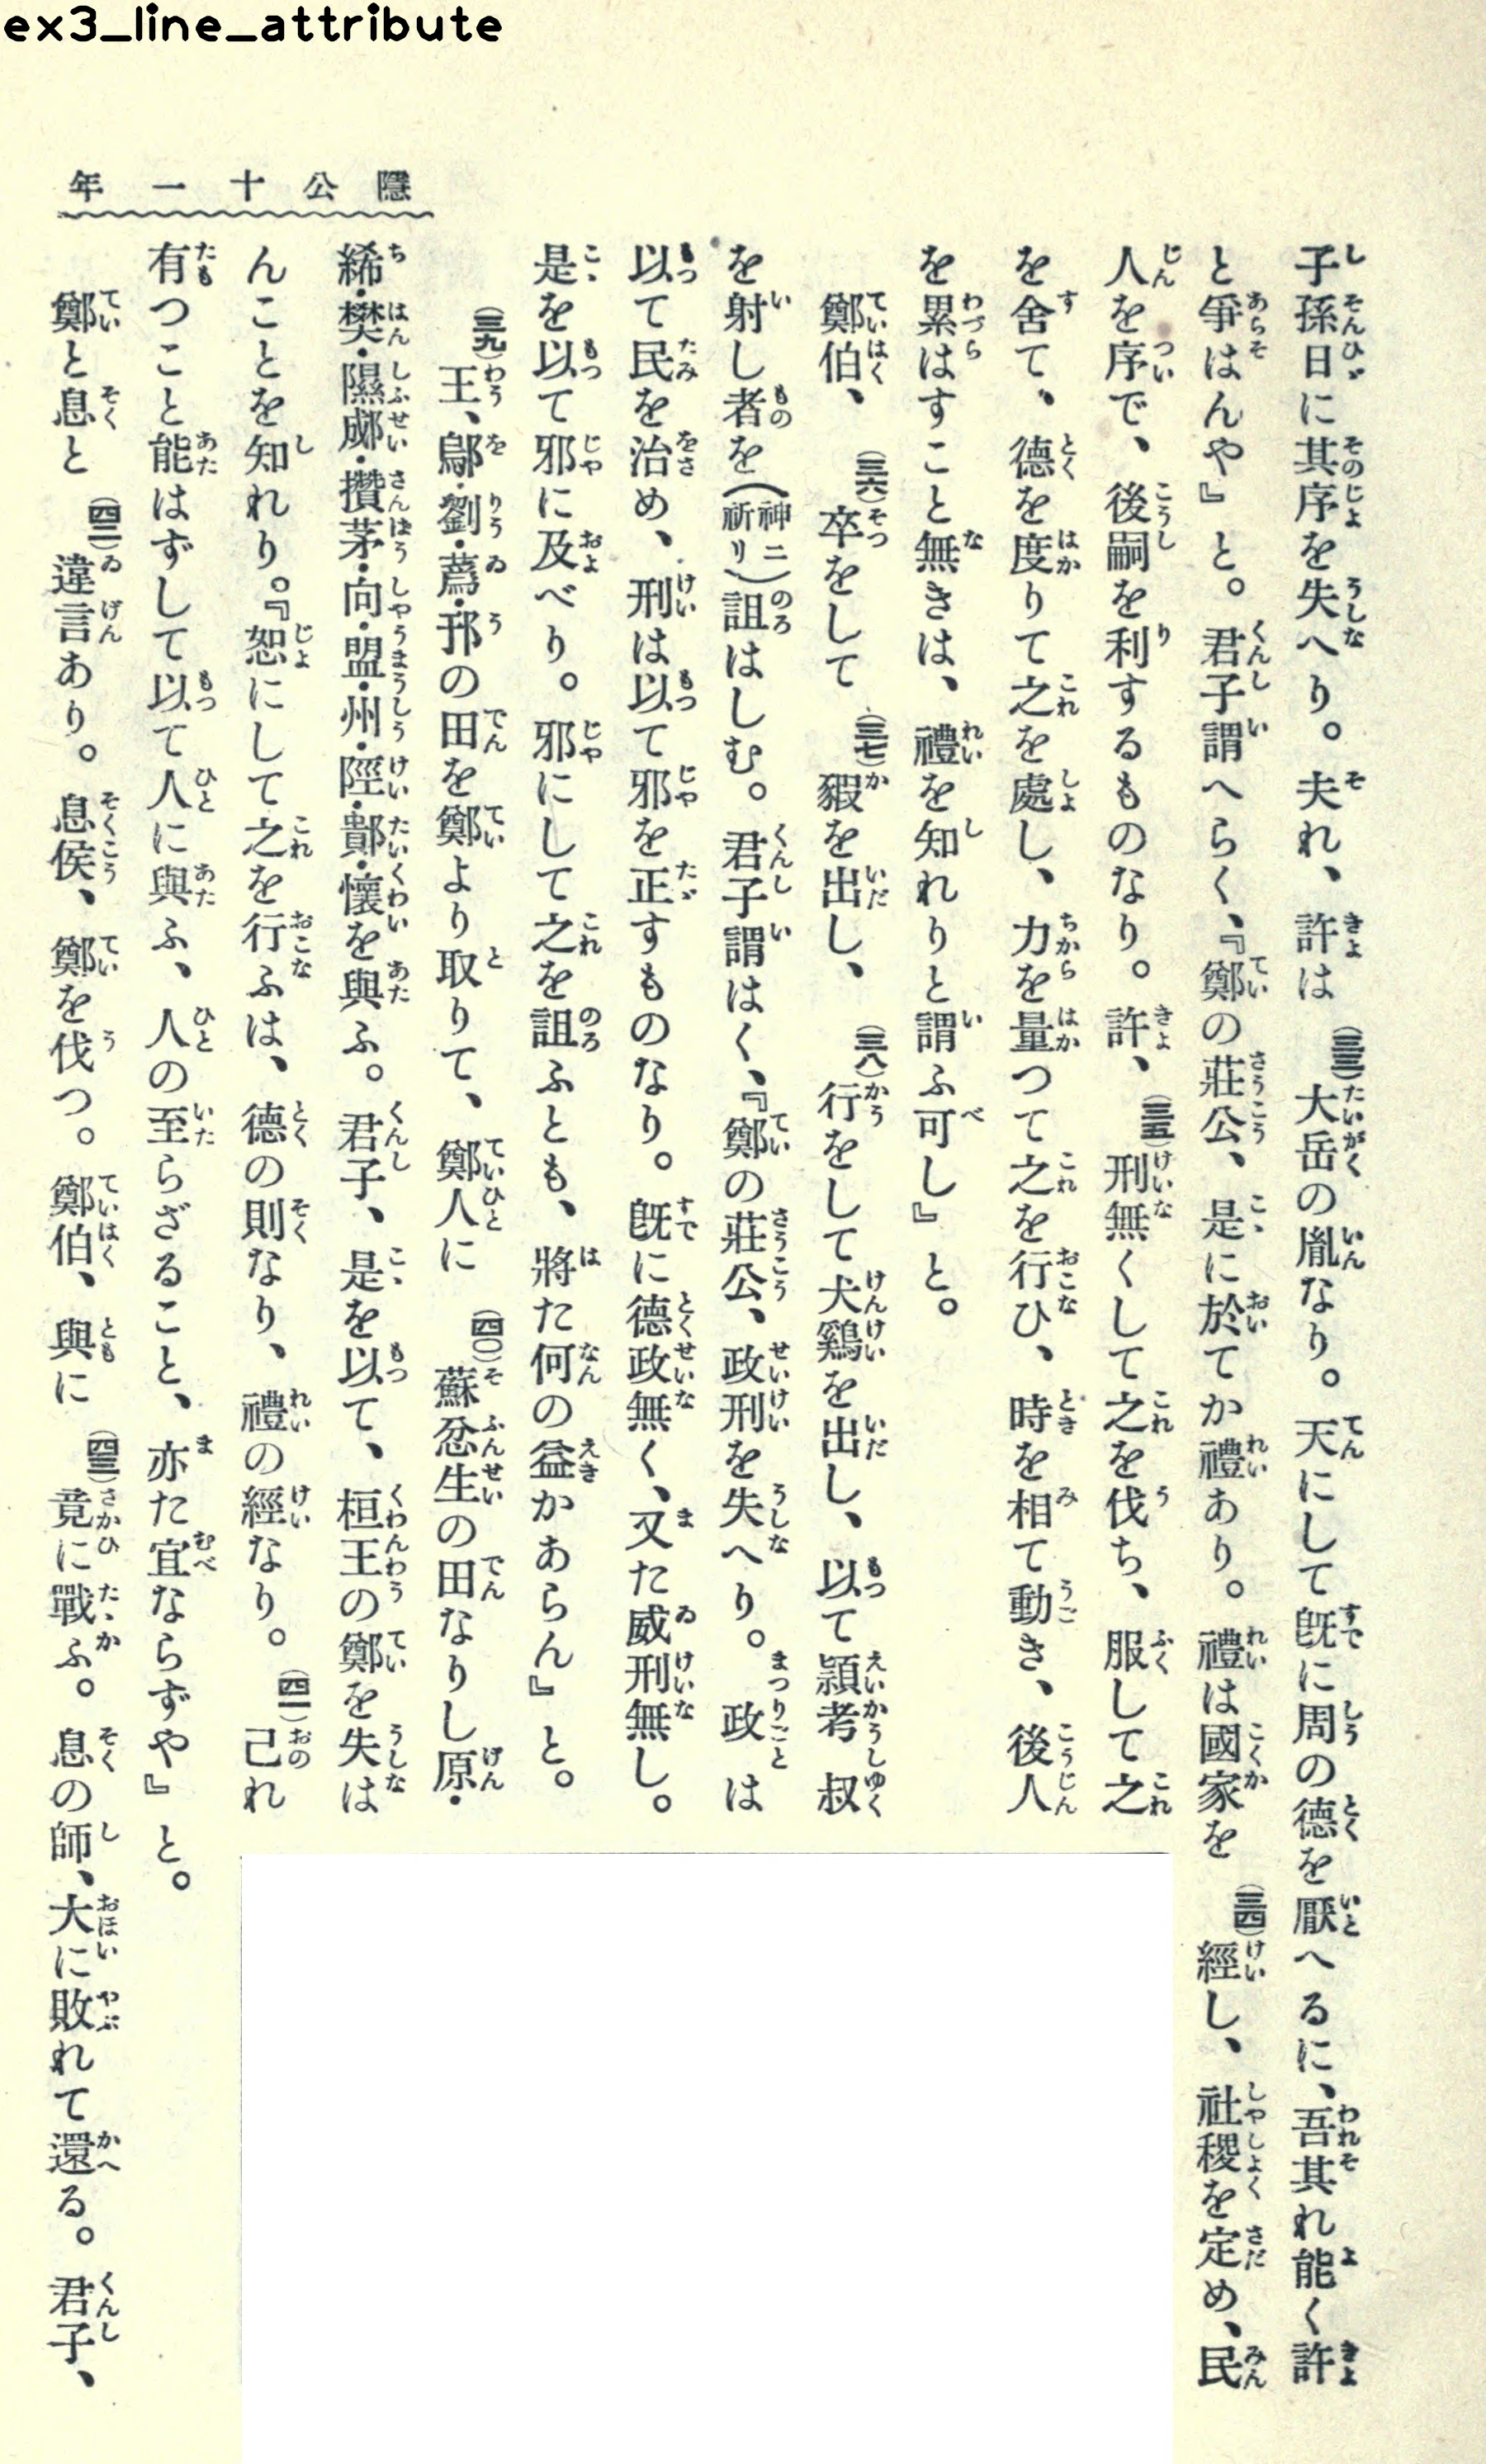 ex3_line_attribute
隱公十一年
子孫日に其序を失へり。夫れ、許は(三三)大岳の胤なり。天にして旣に周の德を厭へるに、吾其れ能く許
と爭はんや』と。君子謂へらく、『鄭の莊公、是に於てか禮あり。禮は國家を(三四)經し、社稷を定め、民
人を序で、後嗣を利するものなり。許、(三五)刑無くして之を伐ち、服して之
を舍て、德を度りて之を處し、力を量つて之を行ひ、時を相て動き、後人
を累はすこと無きは、禮を知れりと謂ふ可し』と。
鄭伯、(三六)卒をして(三七)豭を出し、(三八)行をして犬鷄を出し、以て潁考叔
を射し者を(神ニ祈リ)詛はしむ。君子謂はく、『鄭の莊公、政刑を失へり。政は
以て民を治め、刑は以て邪を正すものなり。旣に德政無く、又た威刑無し。
是を以て邪に及べり。邪にして之を詛ふとも、將た何の益かあらん』と。
(三九)王、鄔・劉・蔿・邘の田を鄭より取りて、鄭人に(四〇)蘇忿生の田なりし原・
絺・樊・隰郕・攢茅・向・盟・州・陘・鄿・懷を與ふ。君子、是を以て、桓王の鄭を失は
んことを知れり。『恕にして之を行ふは、德の則なり、禮の經なり。(四一)己れ
有つこと能はずして以て人に與ふ、人の至らざること、亦た宜ならずや』と。
鄭と息と(四二)違言あり。息侯、鄭を伐つ。鄭伯、與に(四三)竟に戰ふ。息の師、大に敗れて還る。君子、